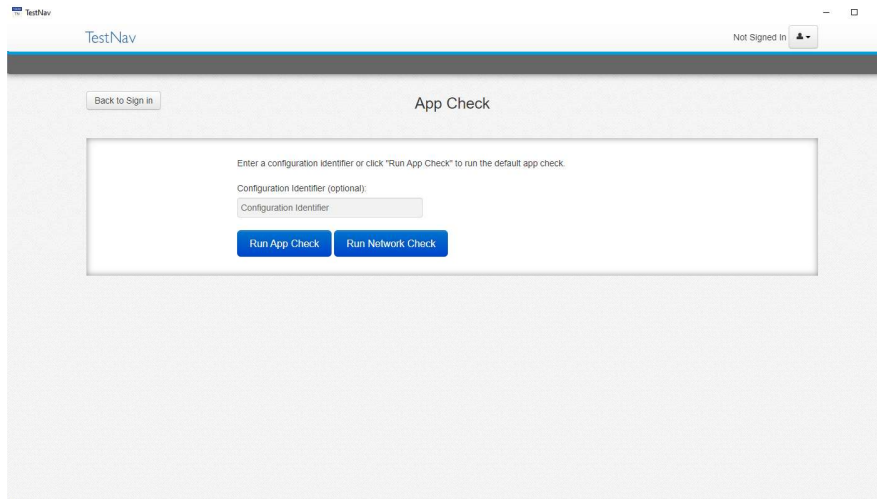 TestNav
TestNav
Not Signed In
Back to Sign in
App Check
Enter a configuration identifier or click "Run App Check" to run the default app check.
Configuration Identifier (optional):
Configuration Identifier
Run App Check
Run Network Check